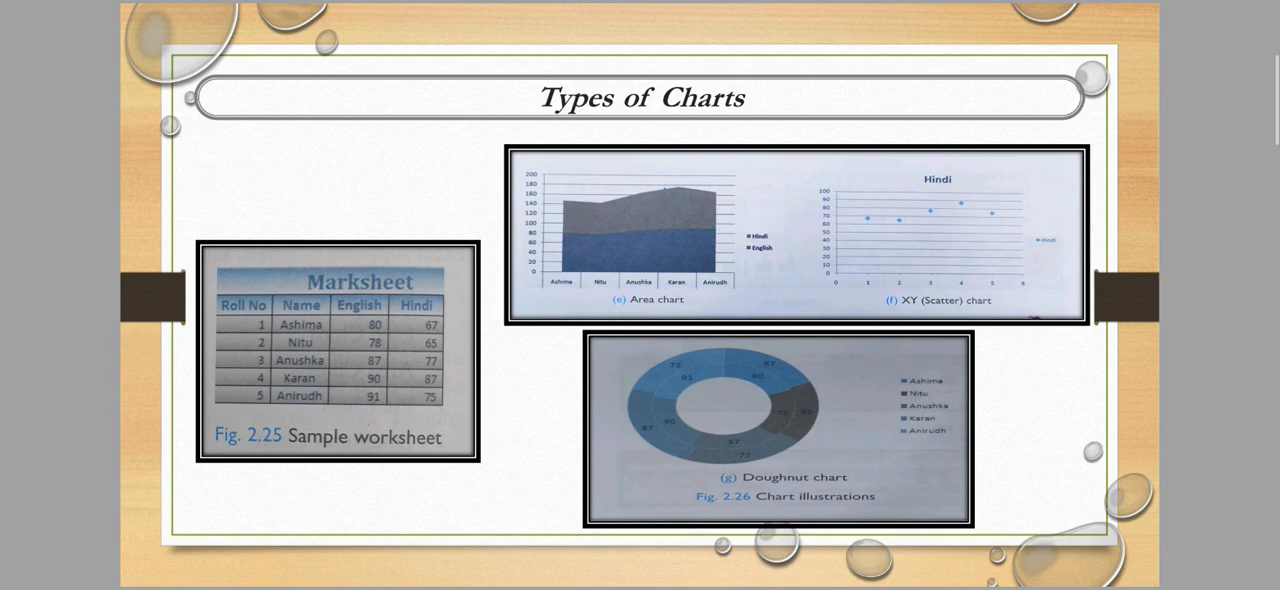 Types of Charts
Marksheet
Roll No Name English Hindi
1 Ashima 80 67
2 Nitu 78 65
3 Anushka 87 77
4 Karan 90 87
5 Anirudh 91 75
Fig. 2.25 Sample worksheet
200
180
160
140
120
100
80
60
40
20
0
Ashima Nitu Anushka Karan Anirudh
Hindi
English
(e) Area chart
Hindi
100
90
80
70
60
50
40
30
20
10
0
0 1 2 3 4 5 6
Hindi
(f) XY (Scatter) chart
75 67
91 80
87 90 78 65
87
77
Ashima
Nitu
Anushka
Karan
Anirudh
(g) Doughnut chart
Fig. 2.26 Chart illustrations